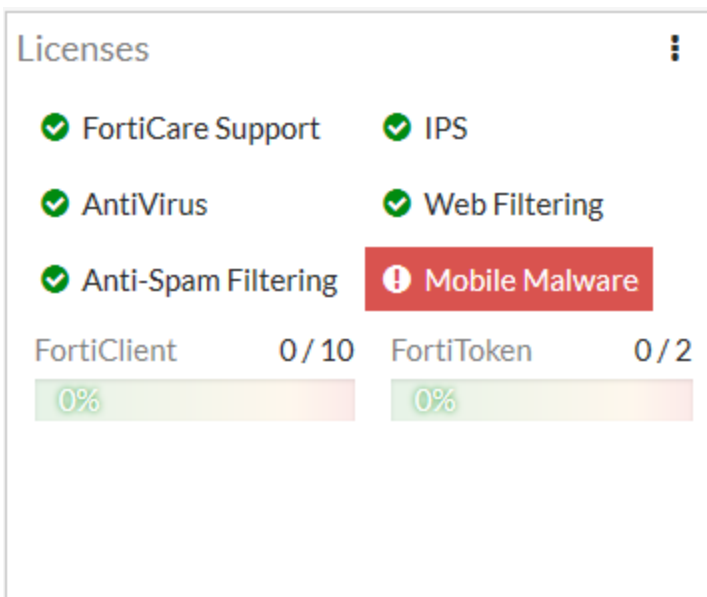 Licenses
FortiCare Support IPS
AntiVirus Web Filtering
Anti-Spam Filtering Mobile Malware
FortiClient 0 / 10 FortiToken 0 / 2
0% 0%